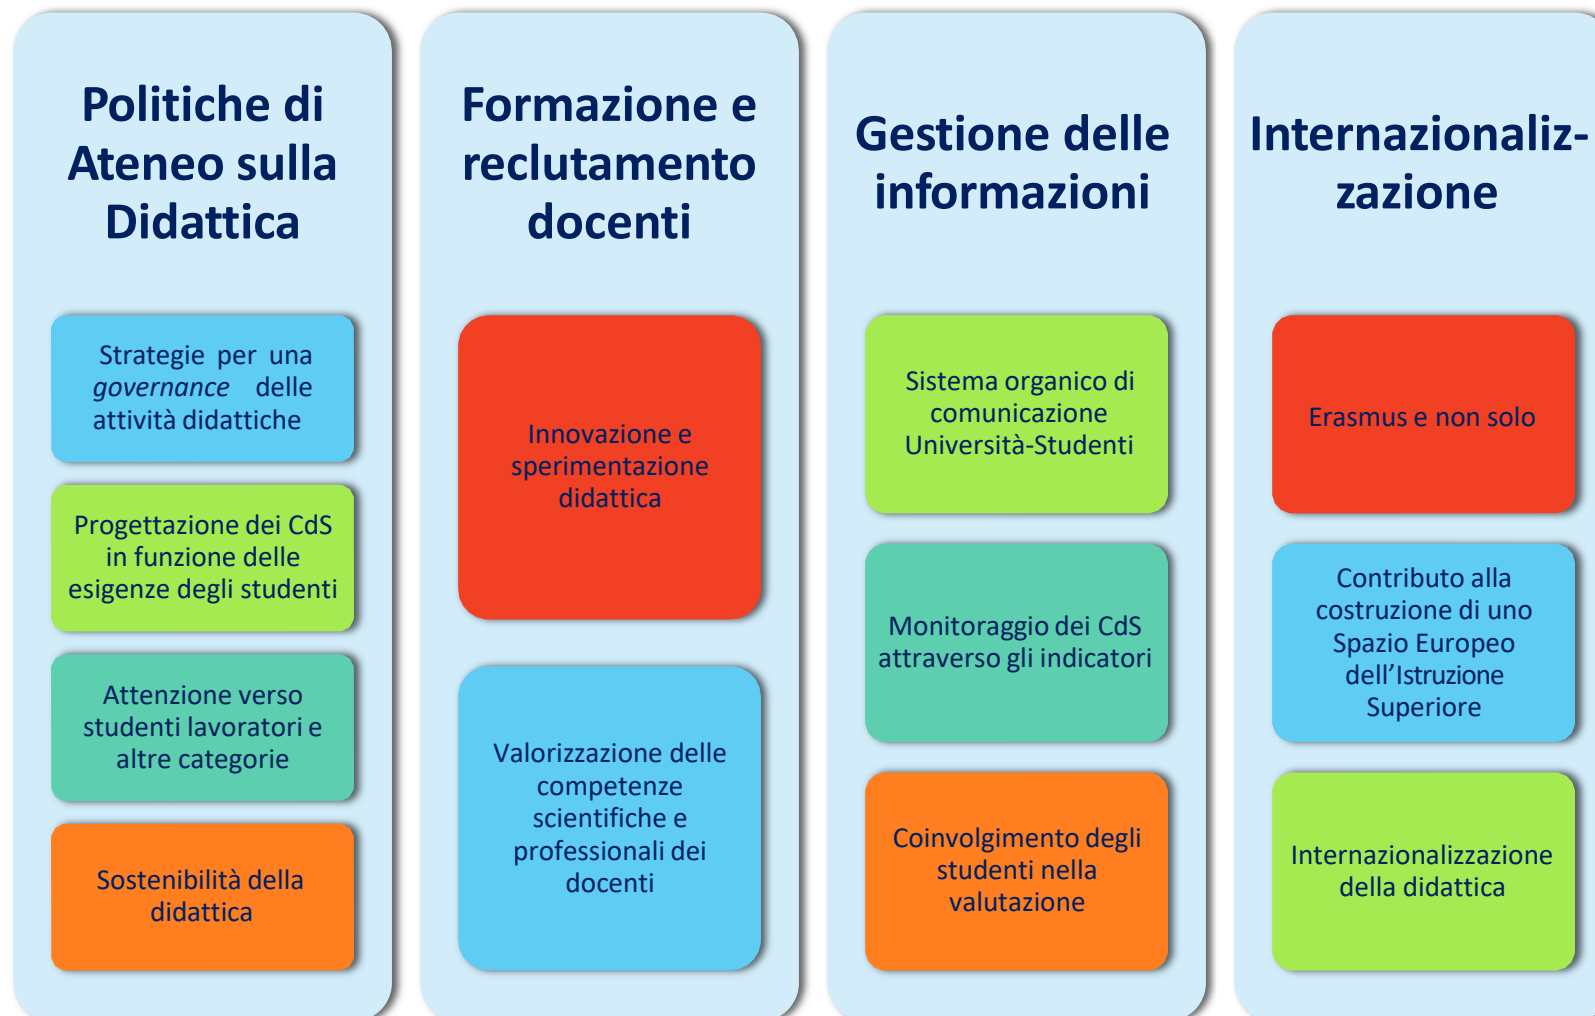 Politiche di
Ateneo sulla
Didattica
Strategie per una
governance delle
attività didattiche
Progettazione dei CdS
in funzione delle
esigenze degli studenti
Attenzione verso
studenti lavoratori e
altre categorie
Sostenibilità della
didattica
Formazione e
reclutamento
docenti
Innovazione e
sperimentazione
didattica
Valorizzazione delle
competenze
scientifiche e
professionali dei
docenti
Gestione delle
informazioni
Sistema organico di
comunicazione
Università-Studenti
Monitoraggio dei CdS
attraverso gli indicatori
Coinvolgimento degli
studenti nella
valutazione
Internazionaliz-
zazione
Erasmus e non solo
Contributo alla
costruzione di uno
Spazio Europeo
dell’Istruzione
Superiore
Internazionalizzazione
della didattica